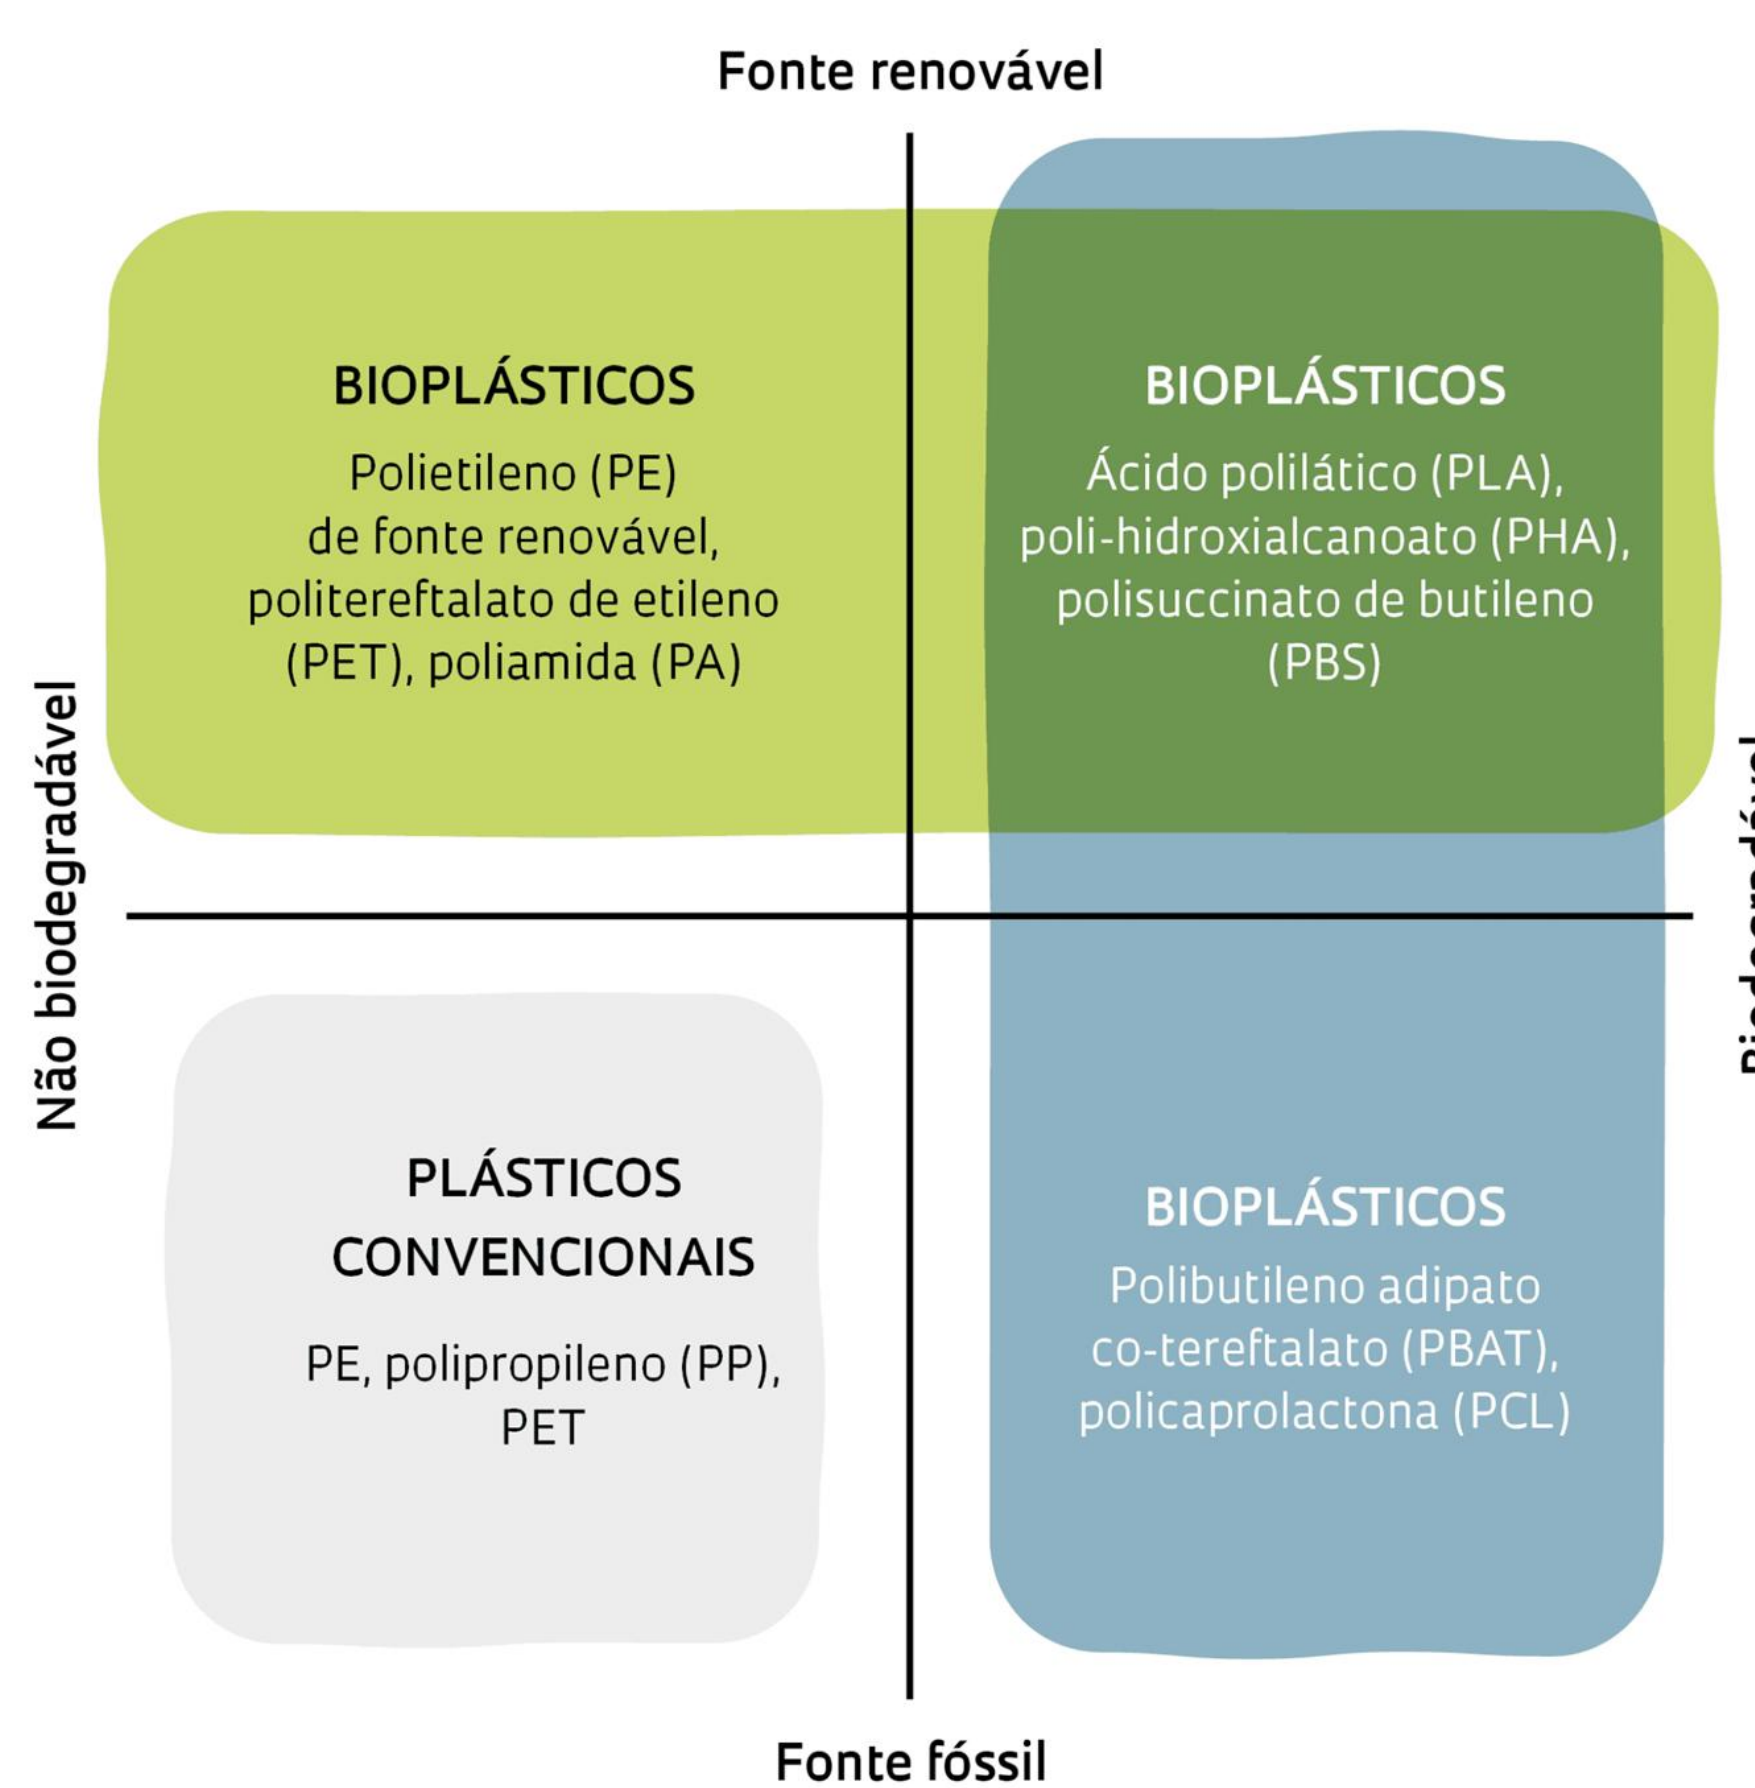 Fonte renovável
BIOPLÁSTICOS
Polietileno (PE)
de fonte renovável,
politereftalato de etileno
(PET), poliamida (PA)
BIOPLÁSTICOS
Ácido polilático (PLA),
poli-hidroxialcanoato (PHA),
polisuccinato de butileno
(PBS)
Não biodegradável
PLÁSTICOS
CONVENCIONAIS
PE, polipropileno (PP),
PET
BIOPLÁSTICOS
Polibutileno adipato
co-tereftalato (PBAT),
policaprolactona (PCL)
Fonte fóssil